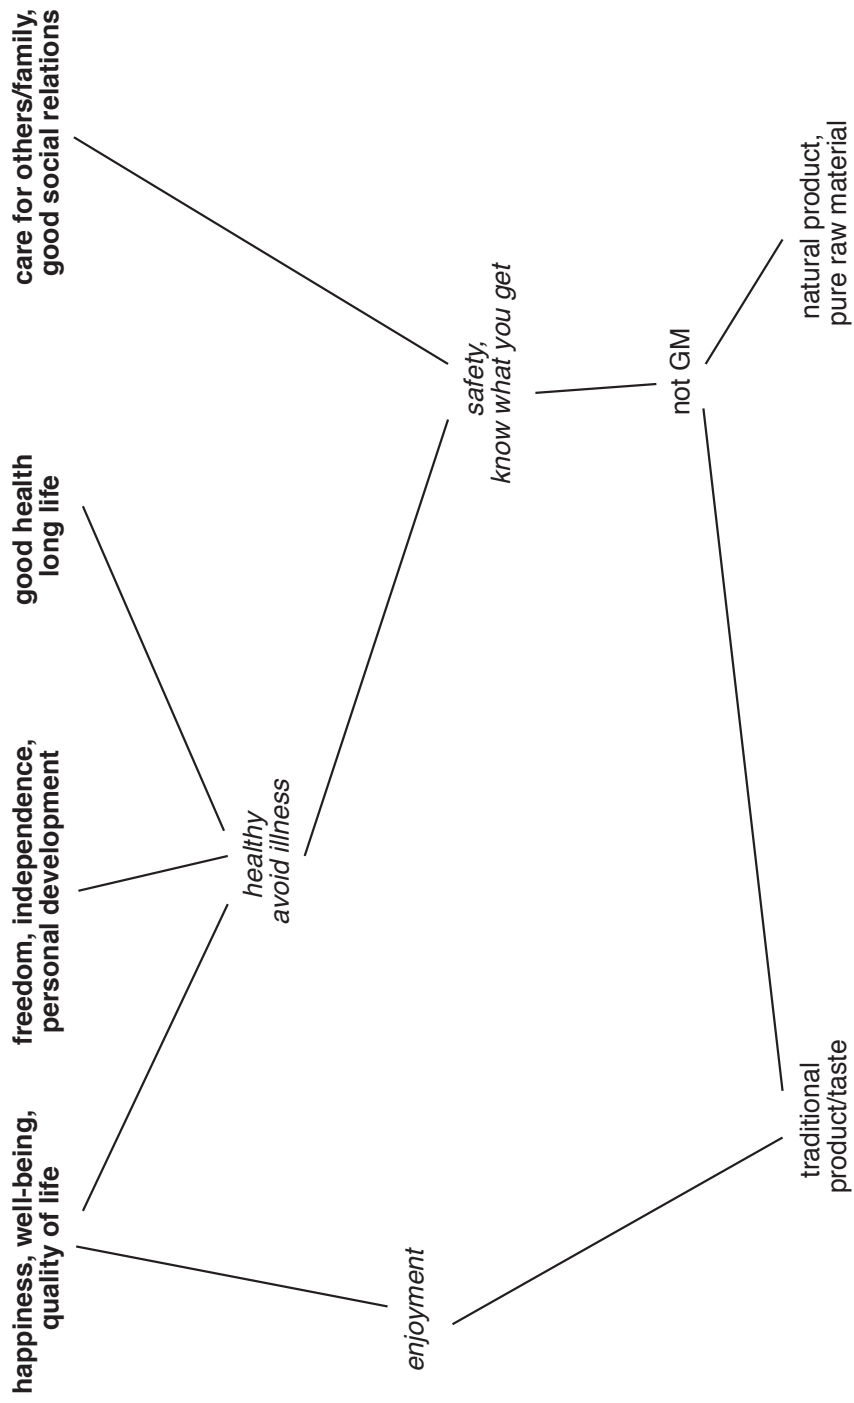 happiness, well-being,
quality of life
freedom, independence,
personal development
good health
long life
care for others/family,
good social relations
healthy
avoid illness
enjoyment
safety,
know what you get
not GM
traditional
product/taste
natural product,
pure raw material